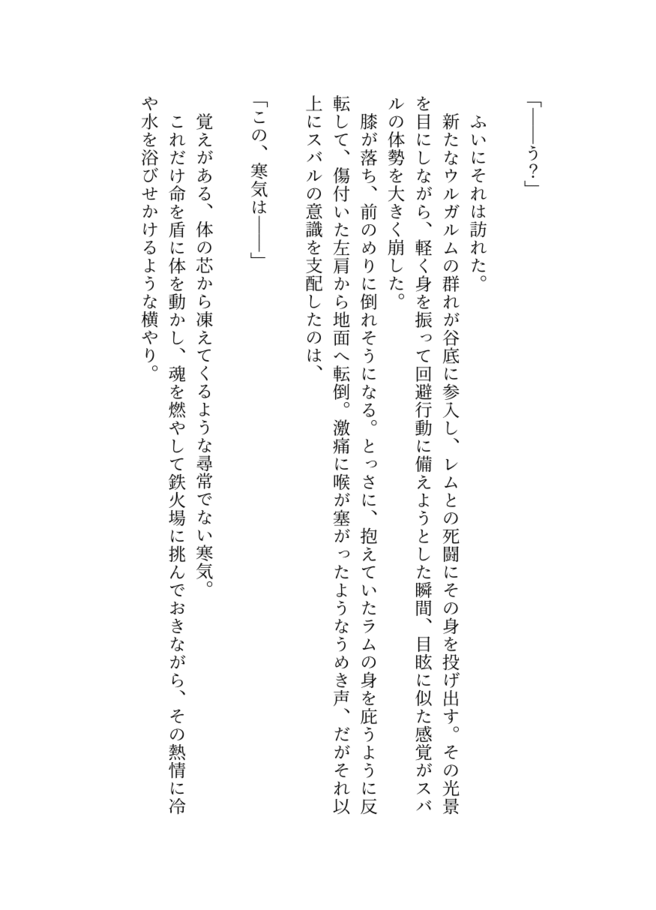 「――う？」
ふいにそれは訪れた。
新たなウルガルムの群れが谷底に参入し、レムとの死闘にその身を投げ出す。その光景
を目にしながら、軽く身を振って回避行動に備えようとした瞬間、目眩に似た感覚がスバ
ルの体勢を大きく崩した。
膝が落ち、前のめりに倒れそうになる。とっさに、抱えていたラムの身を庇うように反
転して、傷付いた左肩から地面へ転倒。激痛に喉が塞がったようなうめき声、だがそれ以
上にスバルの意識を支配したのは、
「この、寒気は――」
覚えがある、体の芯から凍えてくるような尋常でない寒気。
これだけ命を盾に体を動かし、魂を燃やして鉄火場に挑んでおきながら、その熱情に冷
や水を浴びせかけるような横やり。